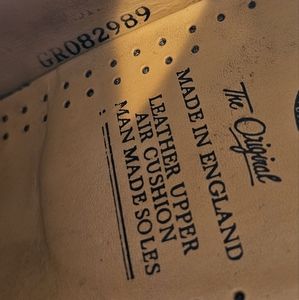 GR082989
The Original
MADE IN ENGLAND
LEATHER UPPER
AIR CUSHION
MAN MADE SOLES